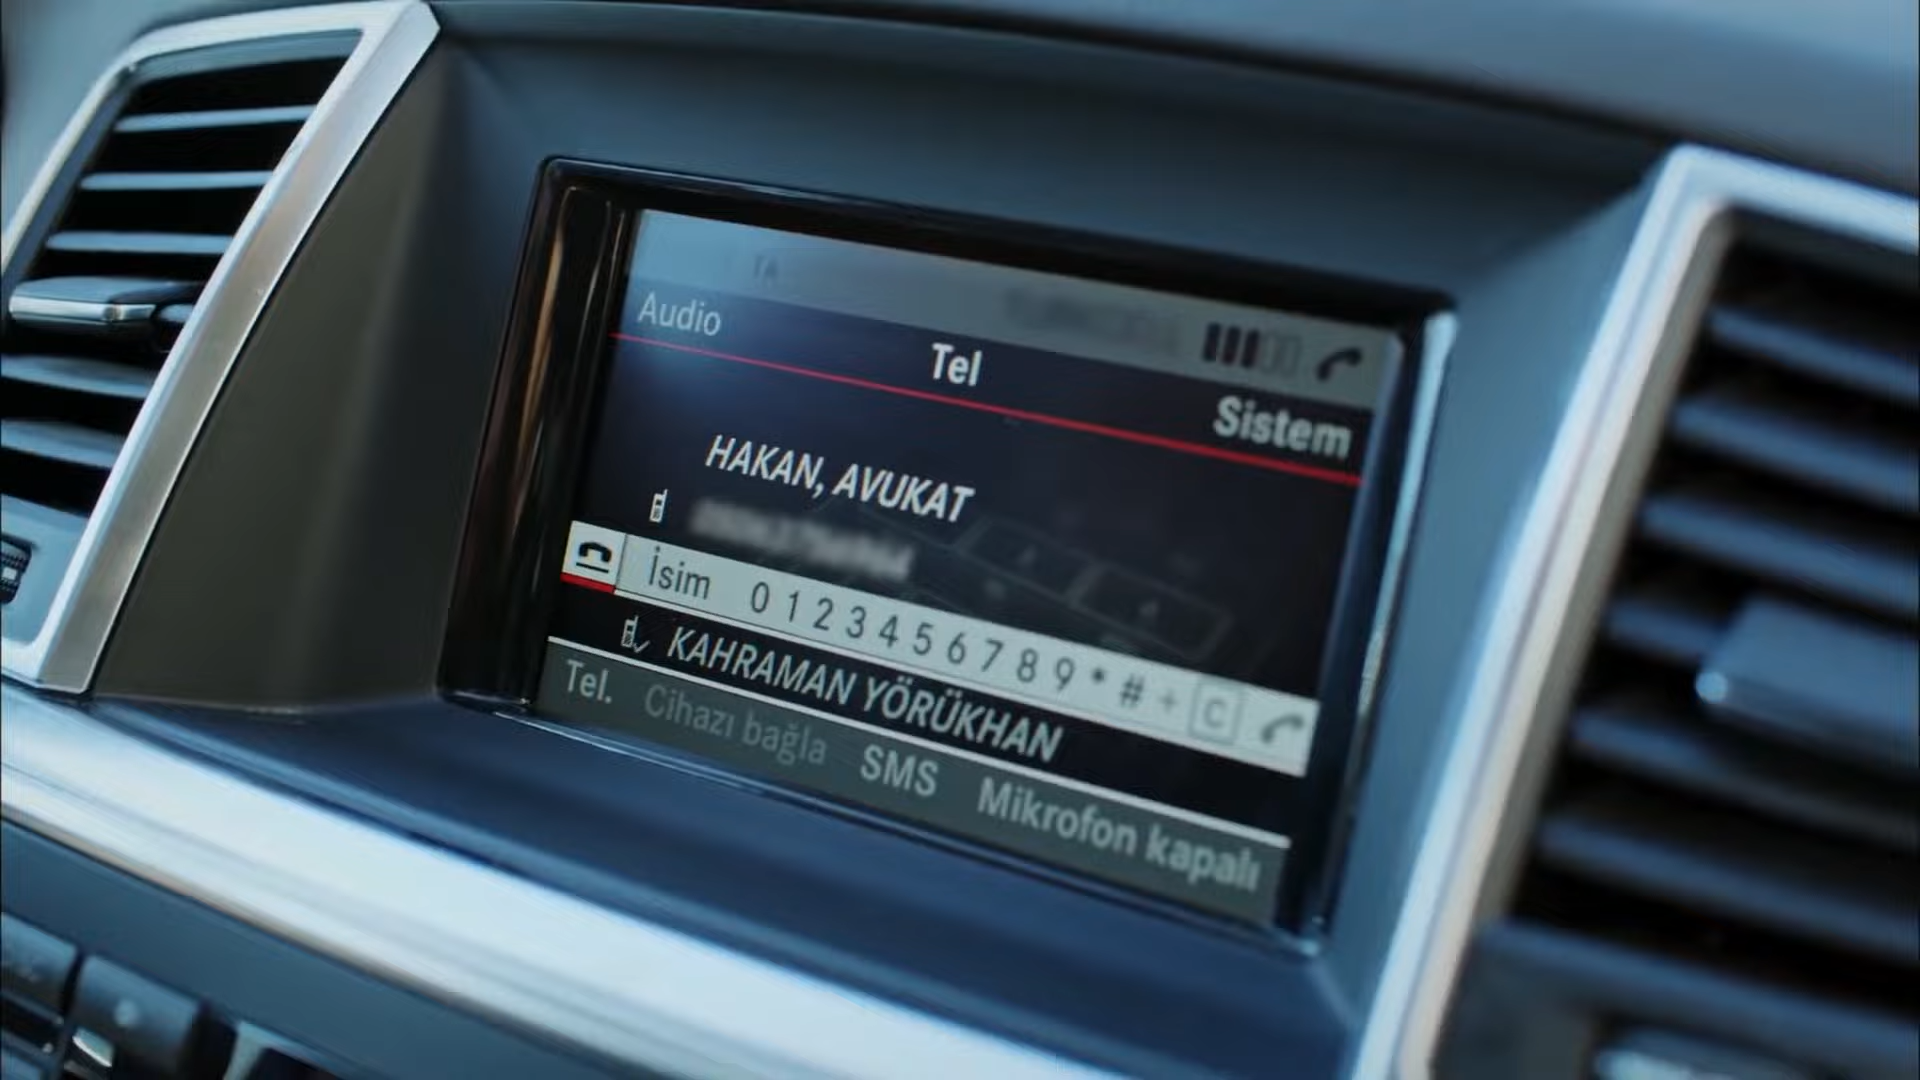 TA
Audio Tel Sistem
HAKAN, AVUKAT
İsim 0 1 2 3 4 5 6 7 8 9 * # + C
KAHRAMAN YÖRÜKHAN
Tel. Cihazı bağla SMS Mikrofon kapalı